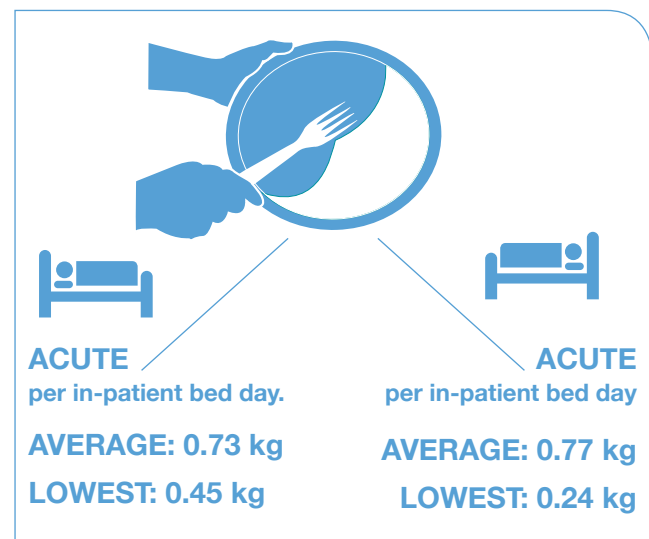 ACUTE
per in-patient bed day.
AVERAGE: 0.73 kg
LOWEST: 0.45 kg
ACUTE
per in-patient bed day
AVERAGE: 0.77 kg
LOWEST: 0.24 kg